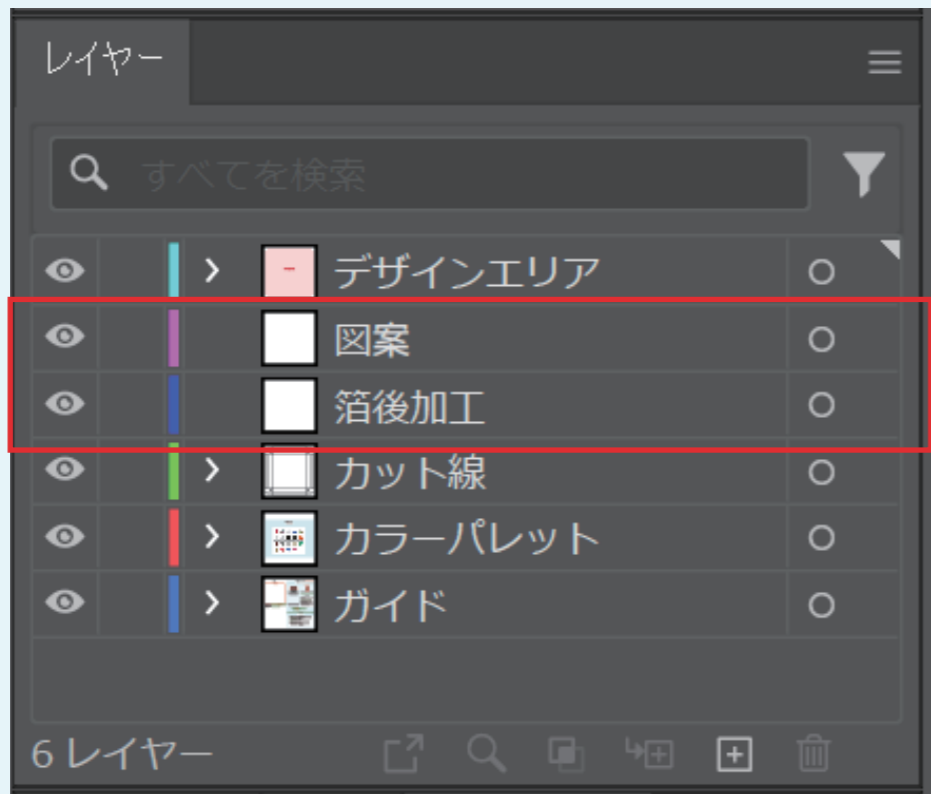 レイヤー
すべてを検索
デザインエリア
図案
箔後加工
カット線
カラーパレット
ガイド
6 レイヤー